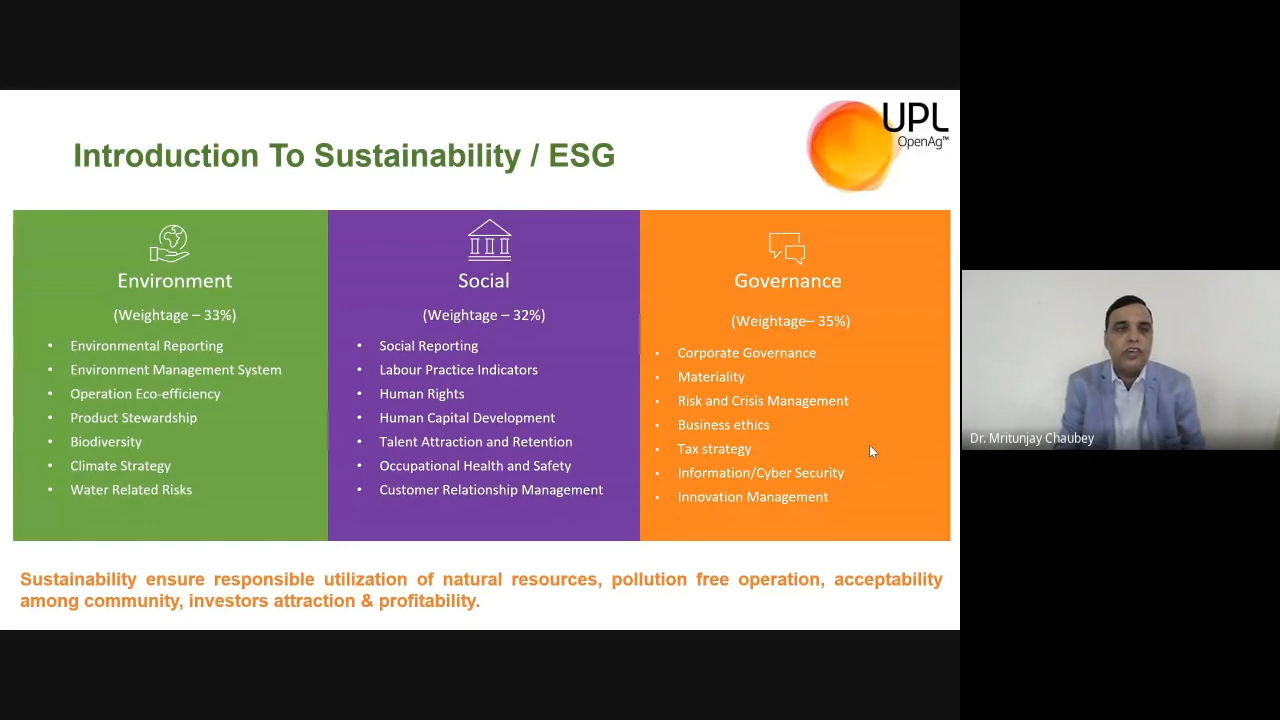 UPL
OpenAg™
Introduction To Sustainability / ESG
Environment
(Weightage – 33%)
• Environmental Reporting
• Environment Management System
• Operation Eco-efficiency
• Product Stewardship
• Biodiversity
• Climate Strategy
• Water Related Risks
Social
(Weightage – 32%)
• Social Reporting
• Labour Practice Indicators
• Human Rights
• Human Capital Development
• Talent Attraction and Retention
• Occupational Health and Safety
• Customer Relationship Management
Governance
(Weightage– 35%)
• Corporate Governance
• Materiality
• Risk and Crisis Management
• Business ethics
• Tax strategy
• Information/Cyber Security
• Innovation Management
Sustainability ensure responsible utilization of natural resources, pollution free operation, acceptability
among community, investors attraction & profitability.
Dr. Mritunjay Chaubey